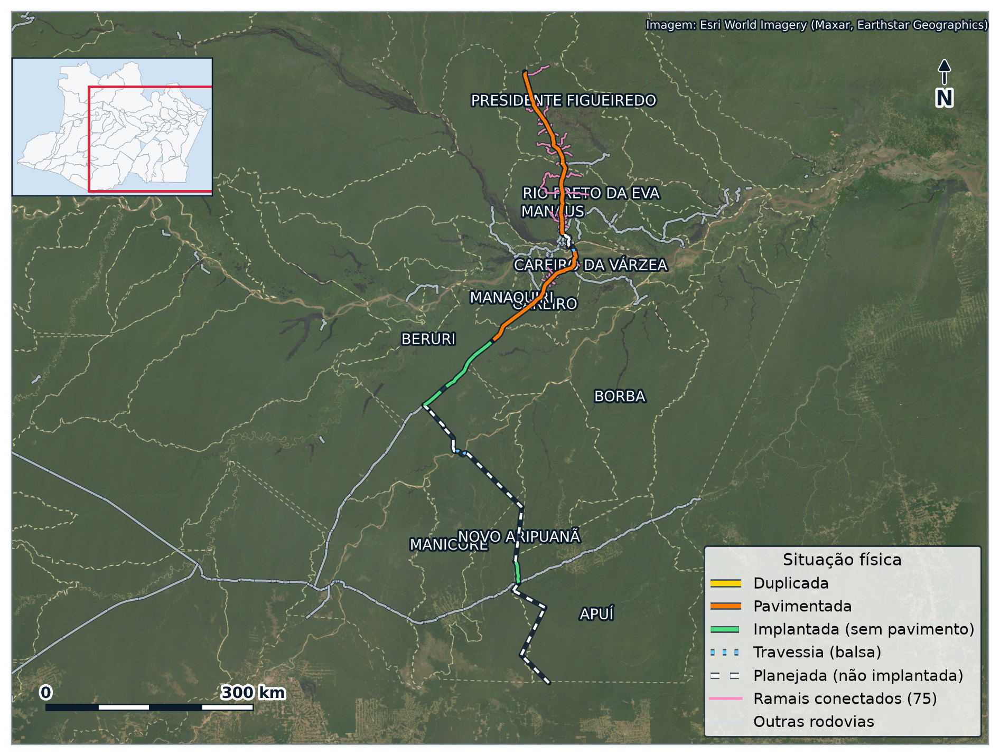 Imagem: Esri World Imagery (Maxar, Earthstar Geographics)
N
PRESIDENTE FIGUEIREDO
RIO PRETO DA EVA
MANAUS
CAREIRO DA VÁRZEA
MANAQUIRI
CAREIRO
BERURI
BORBA
NOVO ARIPUANÃ
MANICORÉ
APUÍ
0
300 km
Situação física
Duplicada
Pavimentada
Implantada (sem pavimento)
Travessia (balsa)
Planejada (não implantada)
Ramais conectados (75)
Outras rodovias